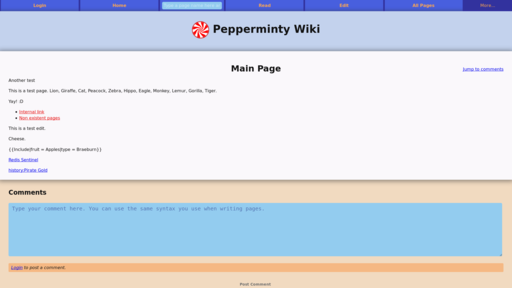 Login
Home
Read
Edit
All Pages
More...
Pepperminty Wiki
Main Page
Jump to comments
Another test
This is a test page. Lion, Giraffe, Cat, Peacock, Zebra, Hippo, Eagle, Monkey, Lemur, Gorilla, Tiger.
Yay! :D
Internal link
Non existent pages
This is a test edit.
Cheese.
{{Include|fruit = Apples|type = Braeburn}}
Redis Sentinel
history/Pirate Gold
Comments
Type your comment here. You can use the same syntax you use when writing pages.
Login to post a comment.
Post Comment